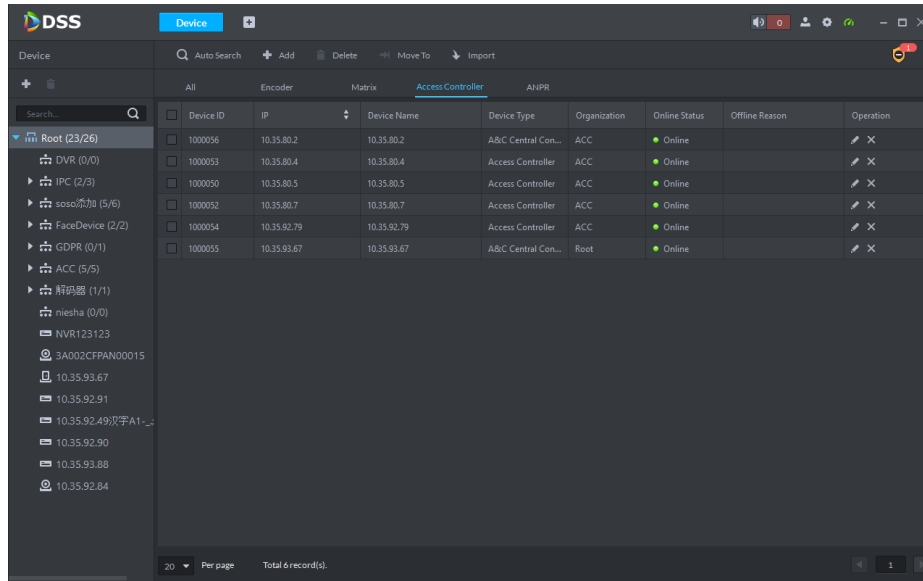 DSS
Device
0
Device
Auto Search Add Delete Move To Import
1
All Encoder Matrix Access Controller ANPR
Search...
Root (23/26)
DVR (0/0)
IPC (2/3)
soso添加 (5/6)
FaceDevice (2/2)
GDPR (0/1)
ACC (5/5)
解码器 (1/1)
niesha (0/0)
NVR123123
3A002CFPAN00015
10.35.93.67
10.35.92.91
10.35.92.49汉字A1-_
10.35.92.90
10.35.93.88
10.35.92.84
Device ID IP Device Name Device Type Organization Online Status Offline Reason Operation
1000056 10.35.80.2 10.35.80.2 A&C Central Con... ACC Online
1000053 10.35.80.4 10.35.80.4 Access Controller ACC Online
1000050 10.35.80.5 10.35.80.5 Access Controller ACC Online
1000052 10.35.80.7 10.35.80.7 Access Controller ACC Online
1000054 10.35.92.79 10.35.92.79 Access Controller ACC Online
1000055 10.35.93.67 10.35.93.67 A&C Central Con... Root Online
20 Per page Total 6 record(s). 1